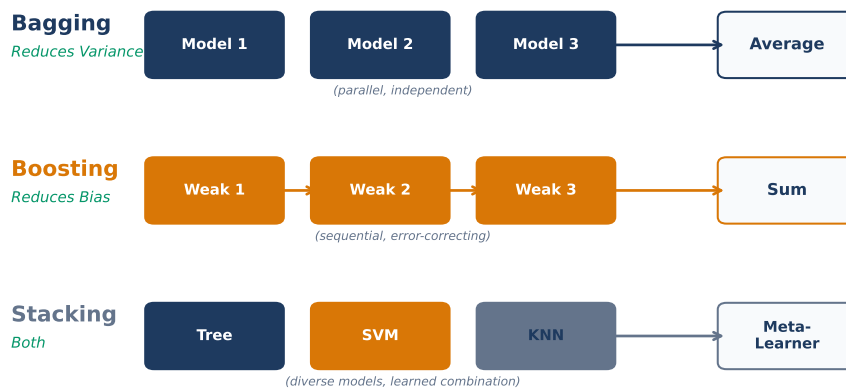 Bagging
Reduces Variance
Model 1
Model 2
Model 3
Average
(parallel, independent)
Boosting
Reduces Bias
Weak 1
Weak 2
Weak 3
Sum
(sequential, error-correcting)
Stacking
Both
Tree
SVM
KNN
Meta-
Learner
(diverse models, learned combination)